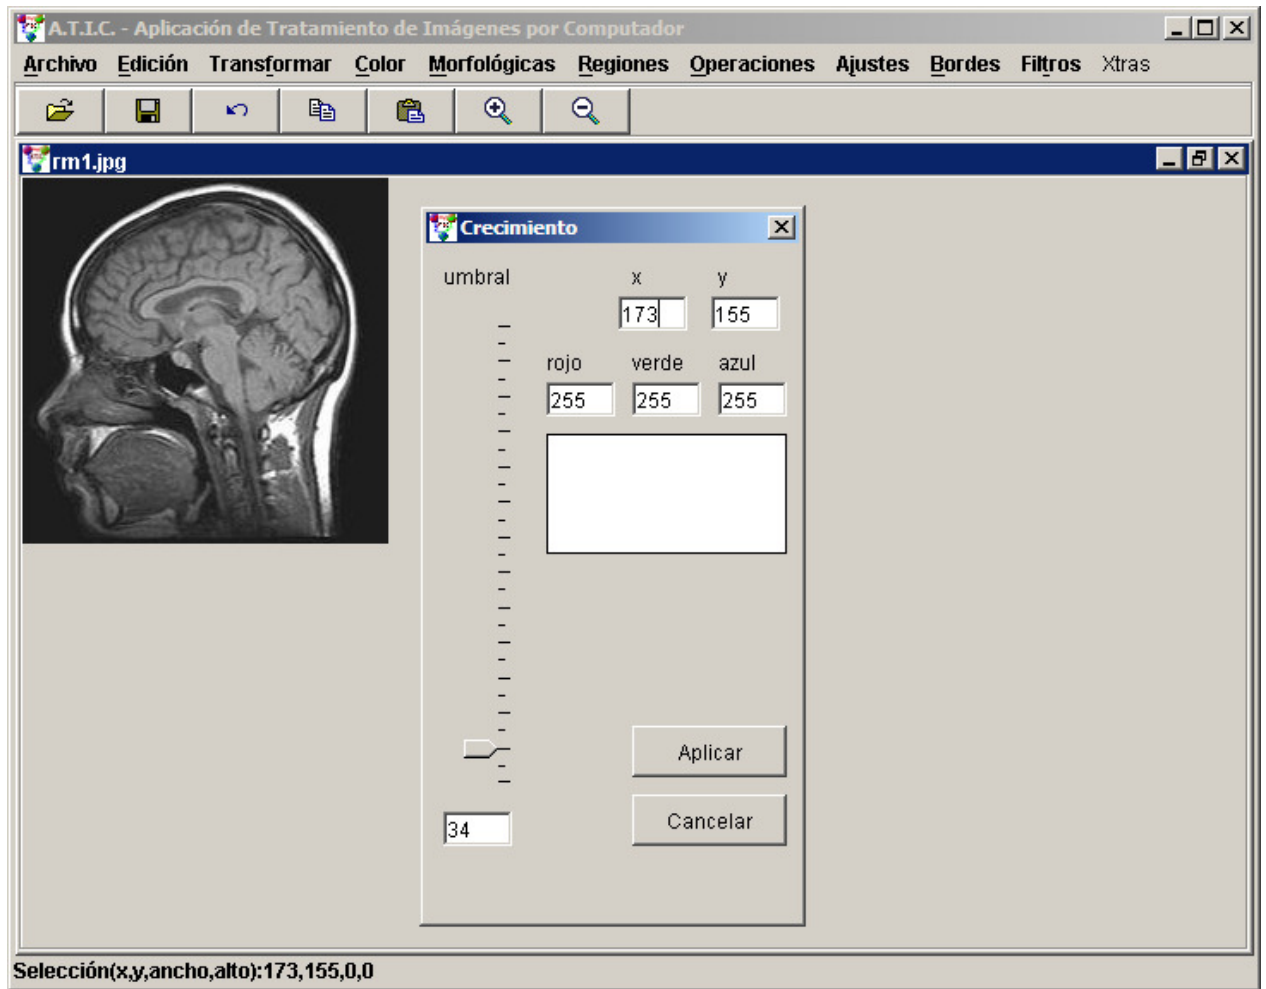 A.T.I.C. - Aplicación de Tratamiento de Imágenes por Computador
Archivo Edición Transformar Color Morfológicas Regiones Operaciones Ajustes Bordes Filtros Xtras
rm1.jpg
Crecimiento
umbral x y
173 155
rojo verde azul
255 255 255
Aplicar
Cancelar
34
Selección(x,y,ancho,alto):173,155,0,0